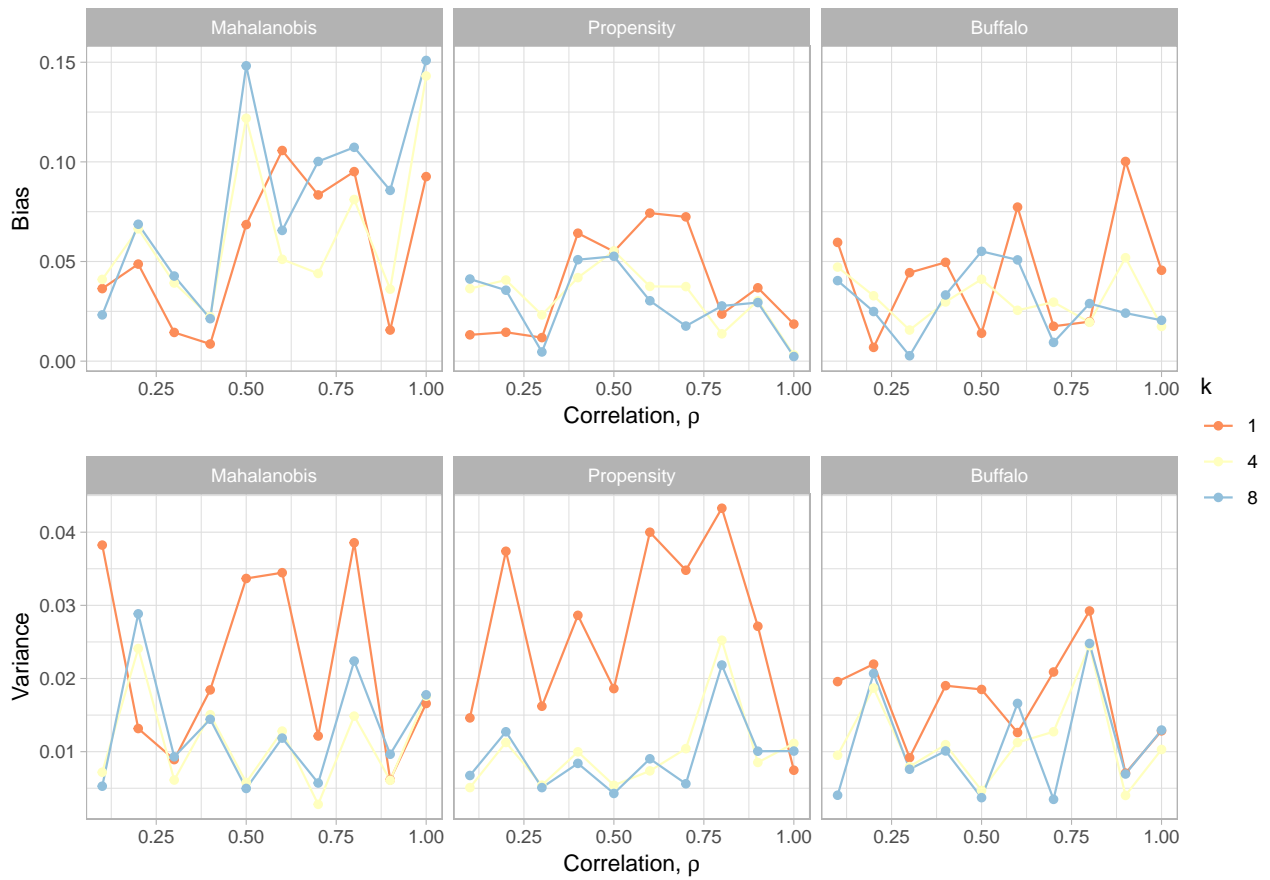 Mahalanobis Propensity Buffalo
0.15
0.10
0.05
0.00
Bias
0.25 0.50 0.75 1.00 0.25 0.50 0.75 1.00 0.25 0.50 0.75 1.00
Correlation, ρ
Correlation, ρ
Correlation, ρ
Mahalanobis Propensity Buffalo
0.04
0.03
0.02
0.01
Variance
0.25 0.50 0.75 1.00 0.25 0.50 0.75 1.00 0.25 0.50 0.75 1.00
Correlation, ρ
Correlation, ρ
Correlation, ρ
k
1
4
8